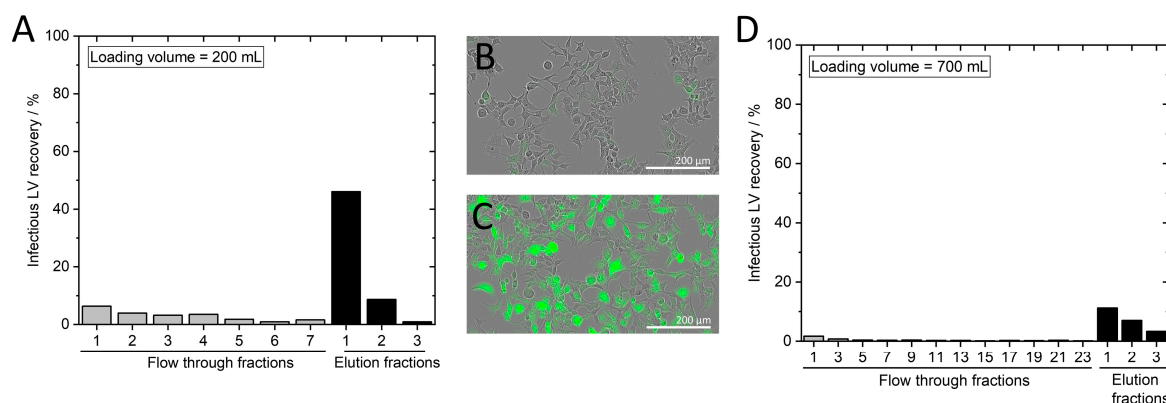 A
Loading volume = 200 mL
Infectious LV recovery / %
100
80
60
40
20
0
1 2 3 4 5 6 7 1 2 3
Flow through fractions Elution fractions
B
200 µm
C
200 µm
D
Loading volume = 700 mL
Infectious LV recovery / %
100
80
60
40
20
0
1 3 5 7 9 11 13 15 17 19 21 23 1 2 3
Flow through fractions Elution
fractions